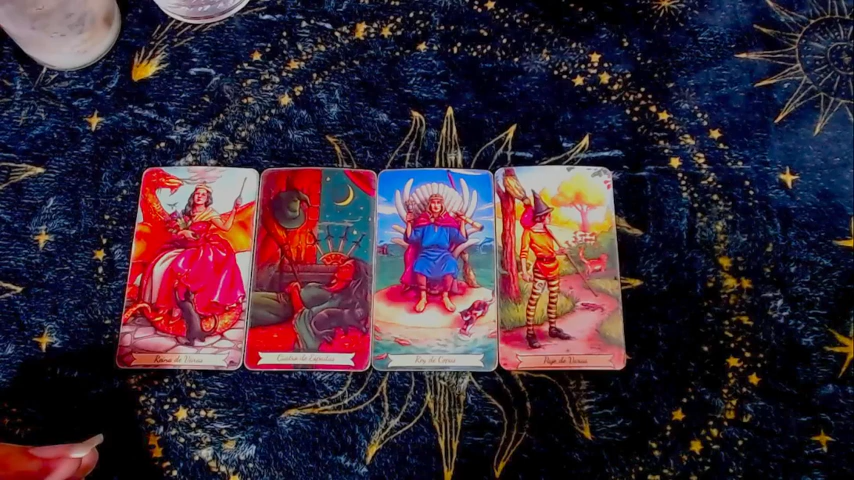 Reina de Varas
Cuatro de Espadas
Rey de Copas
Paje de Varas